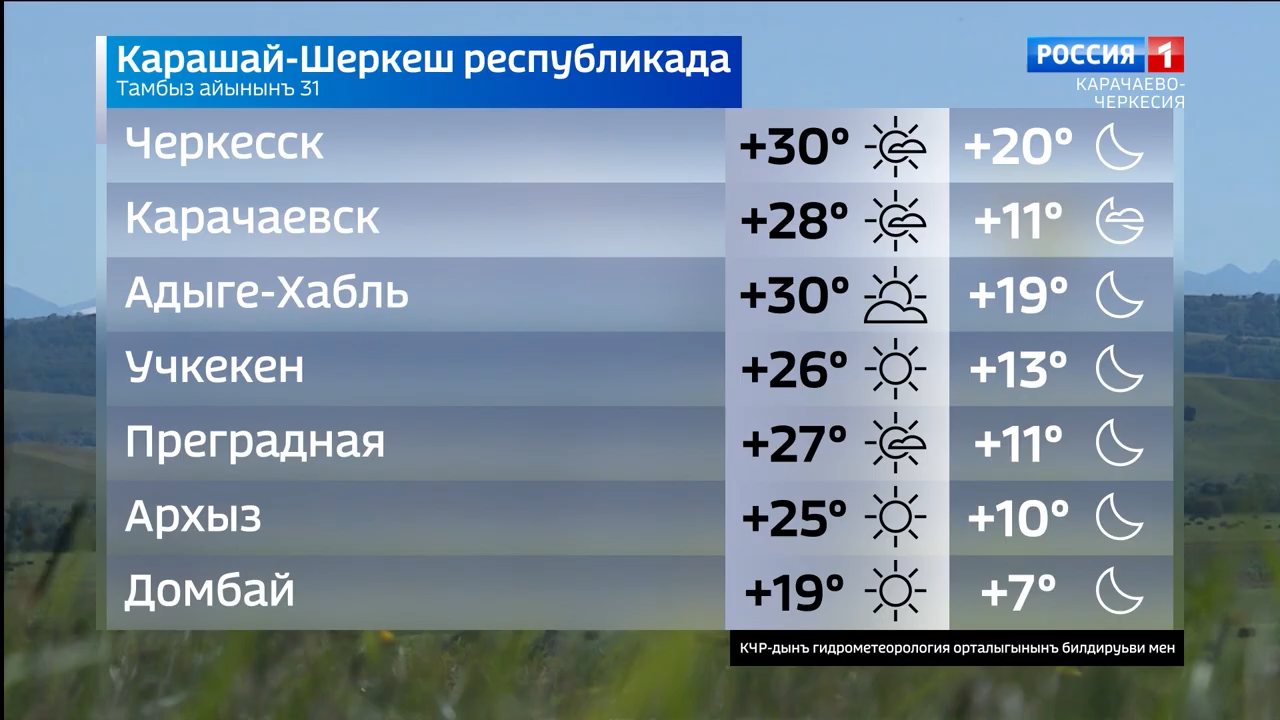 Карашай-Шеркеш республикада
Тамбыз айынынъ 31
РОССИЯ 1
КАРАЧАЕВО-
ЧЕРКЕСИЯ
Черкесск +30° +20°
Карачаевск +28° +11°
Адыге-Хабль +30° +19°
Учкекен +26° +13°
Преградная +27° +11°
Архыз +25° +10°
Домбай +19° +7°
КЧР-дынъ гидрометеорология орталыгынынъ билдируьви мен